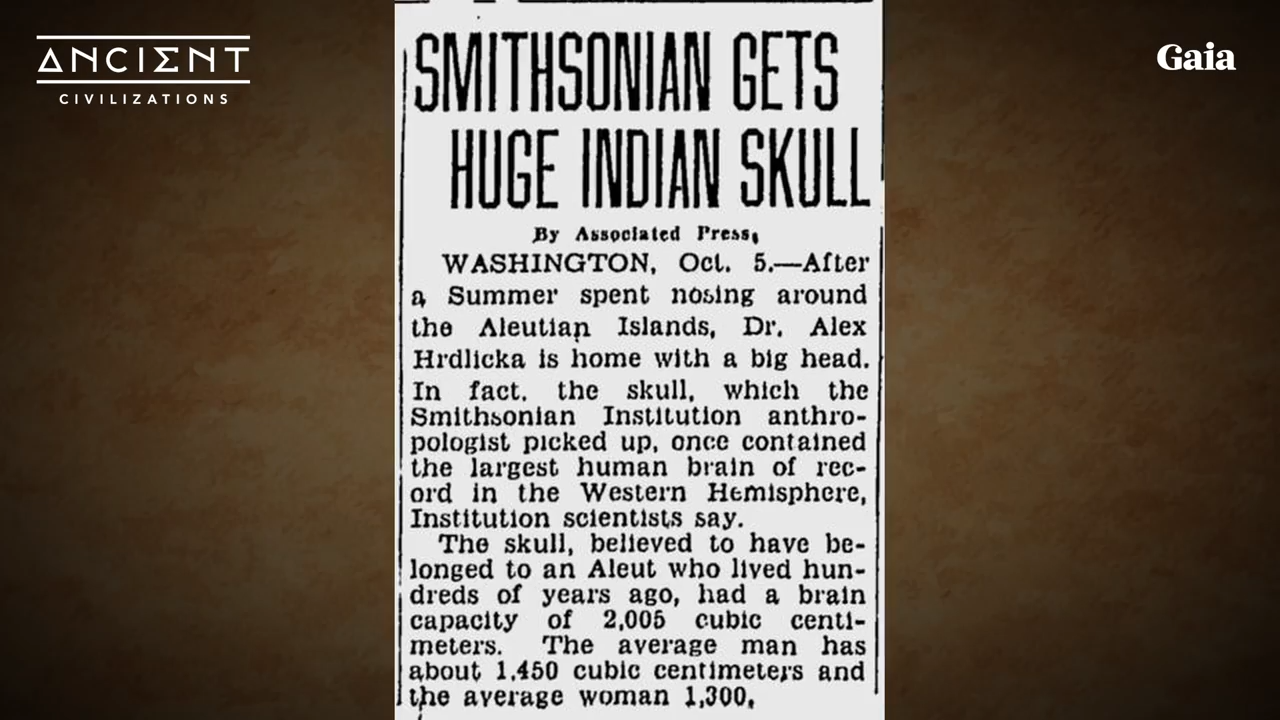 ANCIENT
CIVILIZATIONS
Gaia
SMITHSONIAN GETS
HUGE INDIAN SKULL
By Associated Press,
WASHINGTON, Oct. 5.—After
a Summer spent nosing around
the Aleutian Islands, Dr. Alex
Hrdlicka is home with a big head.
In fact. the skull, which the
Smithsonian Institution anthro-
pologist picked up, once contained
the largest human brain of rec-
ord in the Western Hemisphere,
Institution scientists say.
The skull, believed to have be-
longed to an Aleut who lived hun-
dreds of years ago, had a brain
capacity of 2,005 cubic centi-
meters. The average man has
about 1.450 cubic centimeters and
the average woman 1,300,